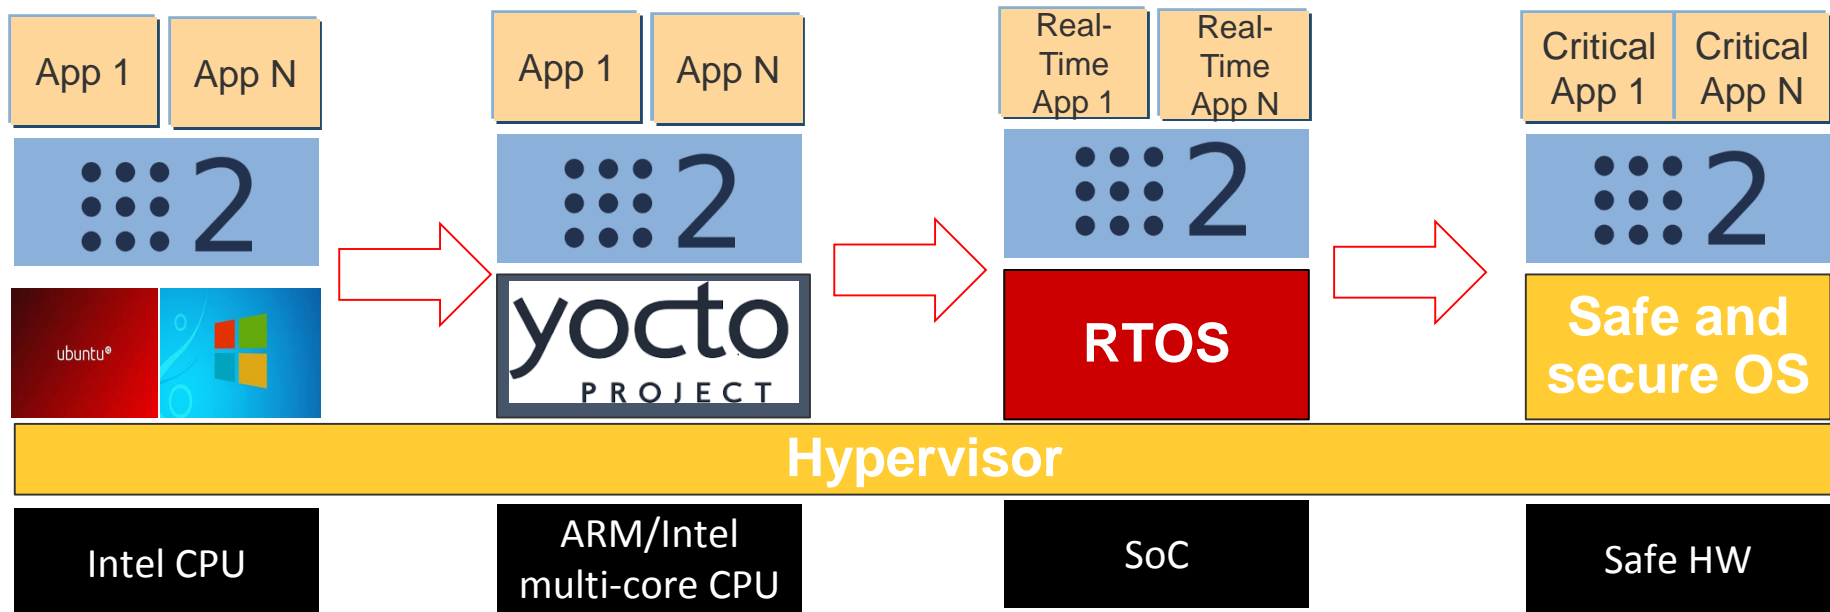 App 1
App N
App 1
App N
Real-
Time
App 1
Real-
Time
App N
Critical
App 1
Critical
App N
2
2
2
2
ubuntu®
yocto
PROJECT
RTOS
Safe and
secure OS
Hypervisor
Intel CPU
ARM/Intel
multi-core CPU
SoC
Safe HW